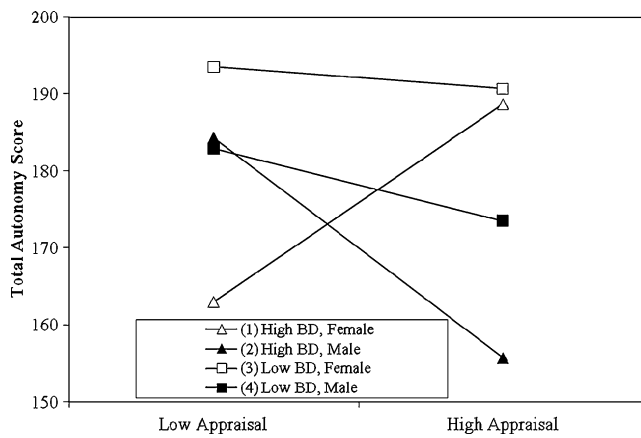 200
190
180
170
160
150
Total Autonomy Score
(1) High BD, Female
(2) High BD, Male
(3) Low BD, Female
(4) Low BD, Male
Low Appraisal
High Appraisal